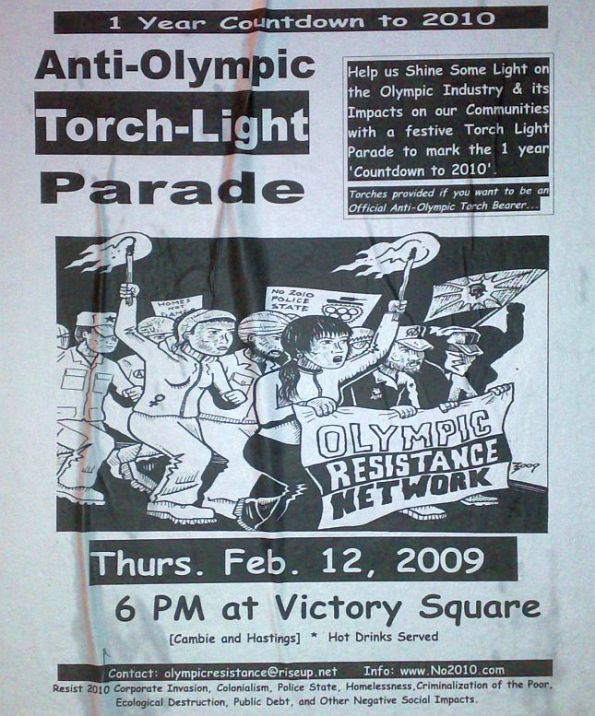 1 Year Countdown to 2010
Anti-Olympic
Torch-Light
Parade
Help us Shine Some Light on
the Olympic Industry & its
Impacts on our Communities
with a festive Torch Light
Parade to mark the 1 year
'Countdown to 2010'.
Torches provided if you want to be an
Official Anti-Olympic Torch Bearer...
HOMES
NOT
GAMES
NO 2010
POLICE
STATE
OLYMPIC
RESISTANCE
NETWORK
2009
Thurs. Feb. 12, 2009
6 PM at Victory Square
[Cambie and Hastings] * Hot Drinks Served
Contact: olympicresistance@riseup.net Info: www.No2010.com
Resist 2010 Corporate Invasion, Colonialism, Police State, Homelessness,Criminalization of the Poor,
Ecological Destruction, Public Debt, and Other Negative Social Impacts.